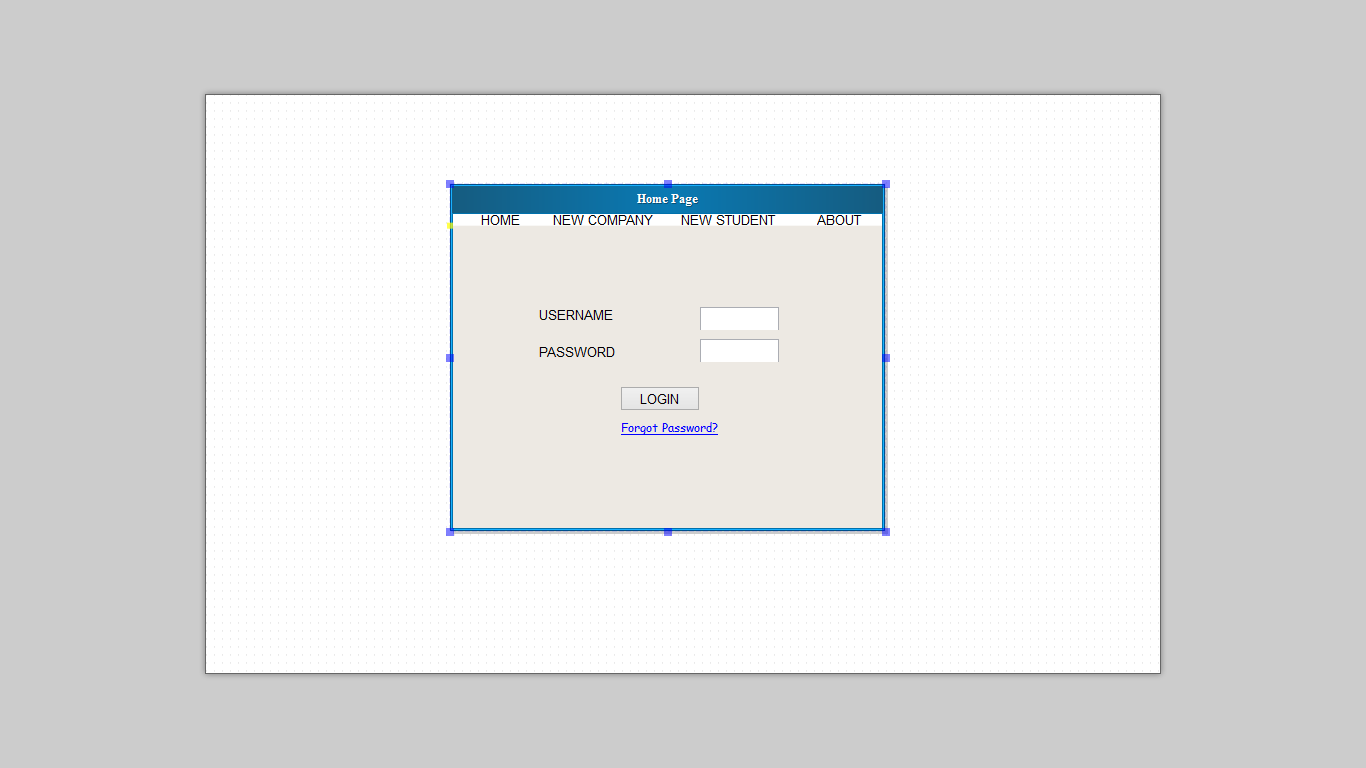 Home Page
HOME NEW COMPANY NEW STUDENT ABOUT
USERNAME
PASSWORD
LOGIN
Forgot Password?